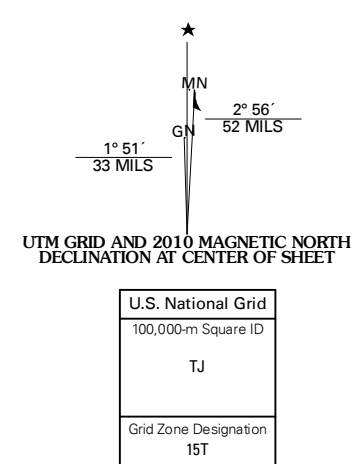 ★
MN
2° 56´
52 MILS
GN
1° 51´
33 MILS
UTM GRID AND 2010 MAGNETIC NORTH
DECLINATION AT CENTER OF SHEET
U.S. National Grid
100,000-m Square ID
TJ
Grid Zone Designation
15T